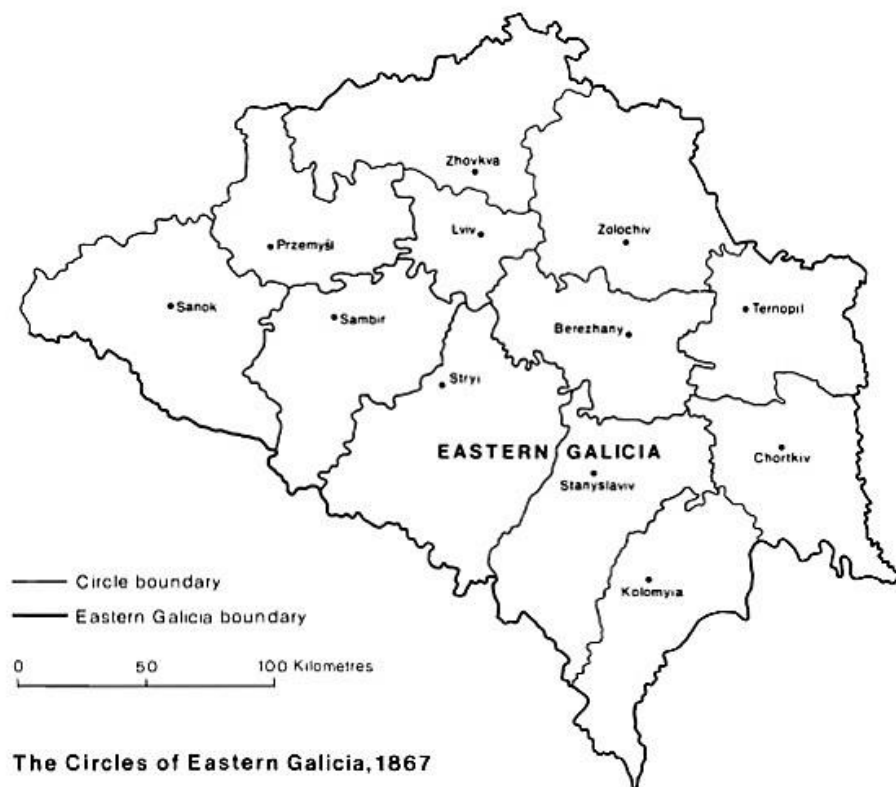 Zhovkva
Przemyśl
Lviv
Zolochiv
Sanok
Sambir
Berezhany
Ternopil
Stryi
EASTERN GALICIA
Chortkiv
Stanyslaviv
Kolomyia
Circle boundary
Eastern Galicia boundary
0 50 100 Kilometres
The Circles of Eastern Galicia, 1867